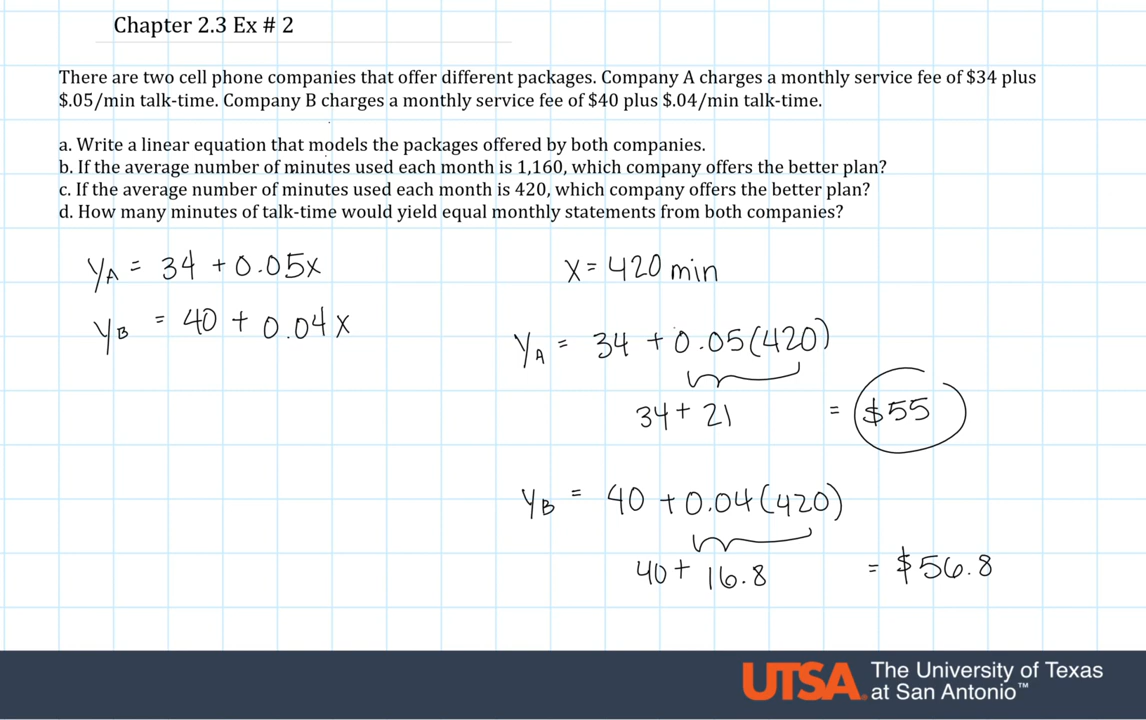 Chapter 2.3 Ex # 2
There are two cell phone companies that offer different packages. Company A charges a monthly service fee of $34 plus
$.05/min talk-time. Company B charges a monthly service fee of $40 plus $.04/min talk-time.
a. Write a linear equation that models the packages offered by both companies.
b. If the average number of minutes used each month is 1,160, which company offers the better plan?
c. If the average number of minutes used each month is 420, which company offers the better plan?
d. How many minutes of talk-time would yield equal monthly statements from both companies?
yA = 34 + 0.05x
yB = 40 + 0.04x
x = 420 min
yA = 34 + 0.05(420)
34 + 21 = $55
yB = 40 + 0.04(420)
40 + 16.8 = $56.8
UTSA. The University of Texas
at San Antonio™